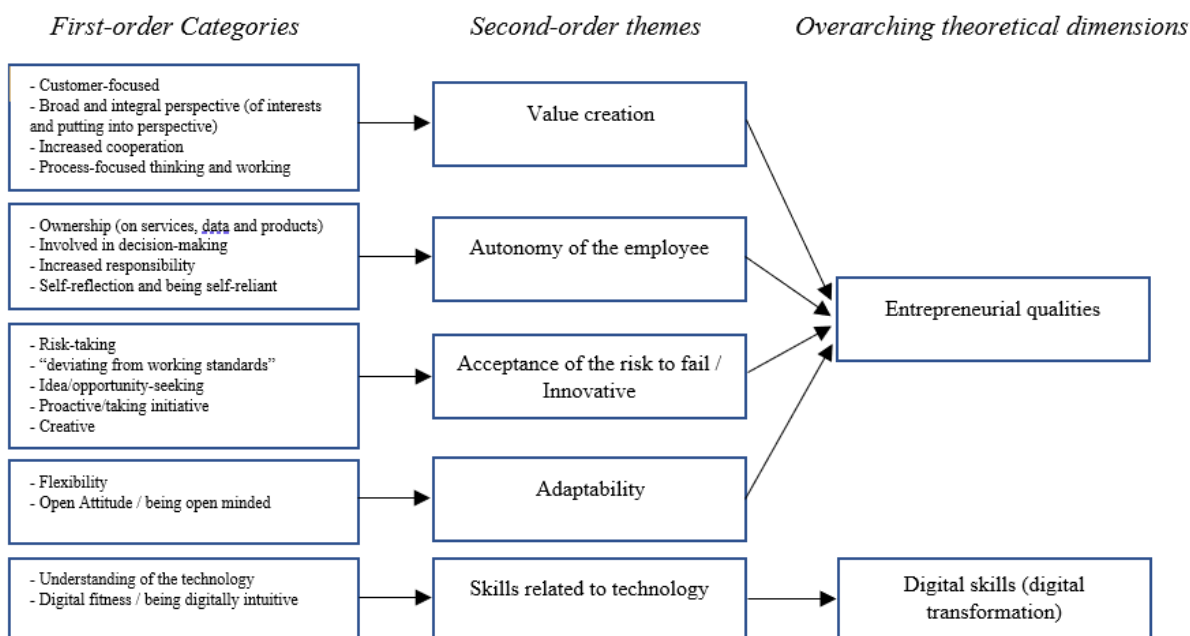 First-order Categories
Second-order themes
Overarching theoretical dimensions
- Customer-focused
- Broad and integral perspective (of interests
and putting into perspective)
- Increased cooperation
- Process-focused thinking and working
Value creation
- Ownership (on services, data and products)
- Involved in decision-making
- Increased responsibility
- Self-reflection and being self-reliant
Autonomy of the employee
Entrepreneurial qualities
- Risk-taking
- “deviating from working standards”
- Idea/opportunity-seeking
- Proactive/taking initiative
- Creative
Acceptance of the risk to fail /
Innovative
- Flexibility
- Open Attitude / being open minded
Adaptability
- Understanding of the technology
- Digital fitness / being digitally intuitive
Skills related to technology
Digital skills (digital
transformation)